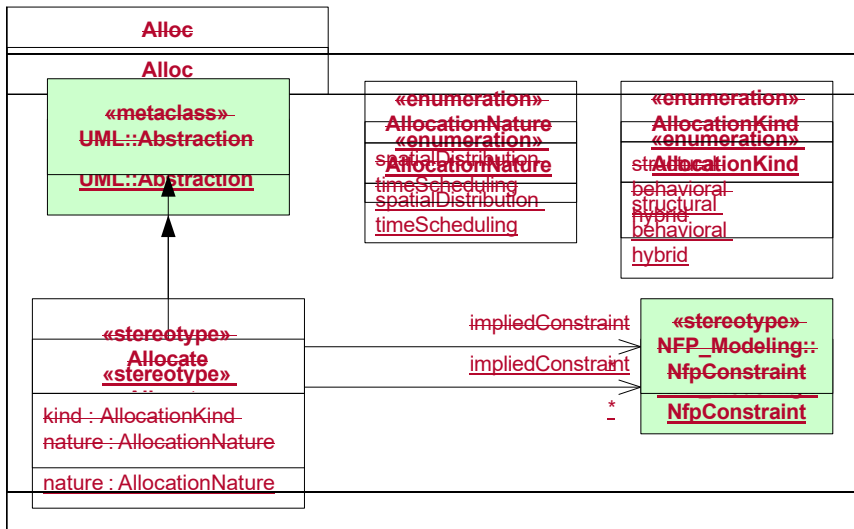 Alloc
Alloc
«metaclass»
UML::Abstraction
UML::Abstraction
«enumeration»
AllocationNature
«enumeration»
AllocationNature
spatialDistribution
timeScheduling
spatialDistribution
timeScheduling
«enumeration»
AllocationKind
«enumeration»
AllocationKind
structural
behavioral
structural
hybrid
behavioral
hybrid
«stereotype»
Allocate
«stereotype»
kind : AllocationKind
nature : AllocationNature
nature : AllocationNature
impliedConstraint
*
impliedConstraint
*
«stereotype»
NFP_Modeling::
NfpConstraint
NfpConstraint